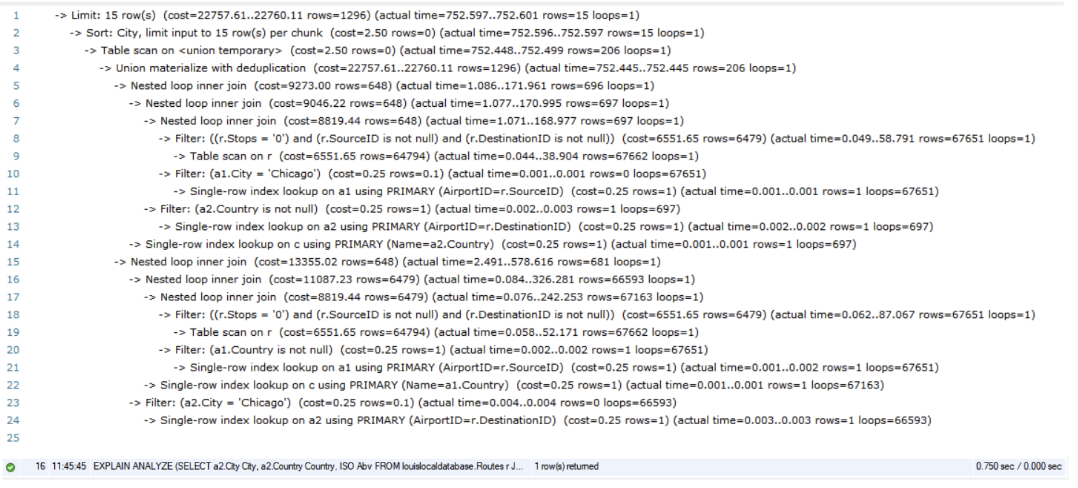 1 -> Limit: 15 row(s) (cost=22757.61..22760.11 rows=1296) (actual time=752.597..752.601 rows=15 loops=1)
2 -> Sort: City, limit input to 15 row(s) per chunk (cost=2.50 rows=0) (actual time=752.596..752.597 rows=15 loops=1)
3 -> Table scan on <union temporary> (cost=2.50 rows=0) (actual time=752.448..752.499 rows=206 loops=1)
4 -> Union materialize with deduplication (cost=22757.61..22760.11 rows=1296) (actual time=752.445..752.445 rows=206 loops=1)
5 -> Nested loop inner join (cost=9273.00 rows=648) (actual time=1.086..171.961 rows=696 loops=1)
6 -> Nested loop inner join (cost=9046.22 rows=648) (actual time=1.077..170.995 rows=697 loops=1)
7 -> Nested loop inner join (cost=8819.44 rows=648) (actual time=1.071..168.977 rows=697 loops=1)
8 -> Filter: ((r.Stops = '0') and (r.SourceID is not null) and (r.DestinationID is not null)) (cost=6551.65 rows=6479) (actual time=0.049..58.791 rows=67651 loops=1)
9 -> Table scan on r (cost=6551.65 rows=64794) (actual time=0.044..38.904 rows=67662 loops=1)
10 -> Filter: (a1.City = 'Chicago') (cost=0.25 rows=0.1) (actual time=0.001..0.001 rows=0 loops=67651)
11 -> Single-row index lookup on a1 using PRIMARY (AirportID=r.SourceID) (cost=0.25 rows=1) (actual time=0.001..0.001 rows=1 loops=67651)
12 -> Filter: (a2.Country is not null) (cost=0.25 rows=1) (actual time=0.002..0.003 rows=1 loops=697)
13 -> Single-row index lookup on a2 using PRIMARY (AirportID=r.DestinationID) (cost=0.25 rows=1) (actual time=0.002..0.002 rows=1 loops=697)
14 -> Single-row index lookup on c using PRIMARY (Name=a2.Country) (cost=0.25 rows=1) (actual time=0.001..0.001 rows=1 loops=697)
15 -> Nested loop inner join (cost=13355.02 rows=648) (actual time=2.491..578.616 rows=681 loops=1)
16 -> Nested loop inner join (cost=11087.23 rows=6479) (actual time=0.084..326.281 rows=66593 loops=1)
17 -> Nested loop inner join (cost=8819.44 rows=6479) (actual time=0.076..242.253 rows=67163 loops=1)
18 -> Filter: ((r.Stops = '0') and (r.SourceID is not null) and (r.DestinationID is not null)) (cost=6551.65 rows=6479) (actual time=0.062..87.067 rows=67651 loops=1)
19 -> Table scan on r (cost=6551.65 rows=64794) (actual time=0.058..52.171 rows=67662 loops=1)
20 -> Filter: (a1.Country is not null) (cost=0.25 rows=1) (actual time=0.002..0.002 rows=1 loops=67651)
21 -> Single-row index lookup on a1 using PRIMARY (AirportID=r.SourceID) (cost=0.25 rows=1) (actual time=0.001..0.002 rows=1 loops=67651)
22 -> Single-row index lookup on c using PRIMARY (Name=a1.Country) (cost=0.25 rows=1) (actual time=0.001..0.001 rows=1 loops=67163)
23 -> Filter: (a2.City = 'Chicago') (cost=0.25 rows=0.1) (actual time=0.004..0.004 rows=0 loops=66593)
24 -> Single-row index lookup on a2 using PRIMARY (AirportID=r.DestinationID) (cost=0.25 rows=1) (actual time=0.003..0.003 rows=1 loops=66593)
25
16 11:45:45 EXPLAIN ANALYZE (SELECT a2.City City, a2.Country Country, ISO Abv FROM louislocaldatabase.Routes r J... 1 row(s) returned 0.750 sec / 0.000 sec